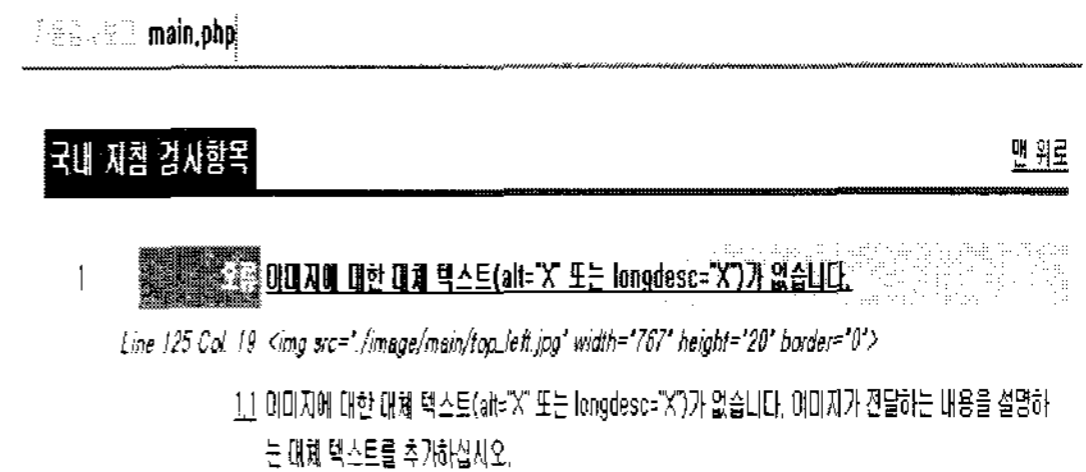 main.php
국내 지침 검사항목
맨 위로
1 오류 이미지에 대한 대체 텍스트(alt="X" 또는 longdesc="X")가 없습니다.
Line 125 Col 19 <img src="./image/main/top_left.jpg" width="767" height="20" border="0">
1.1 이미지에 대한 대체 텍스트(alt="X" 또는 longdesc="X")가 없습니다. 이미지가 전달하는 내용을 설명하
는 대체 텍스트를 추가하십시오.